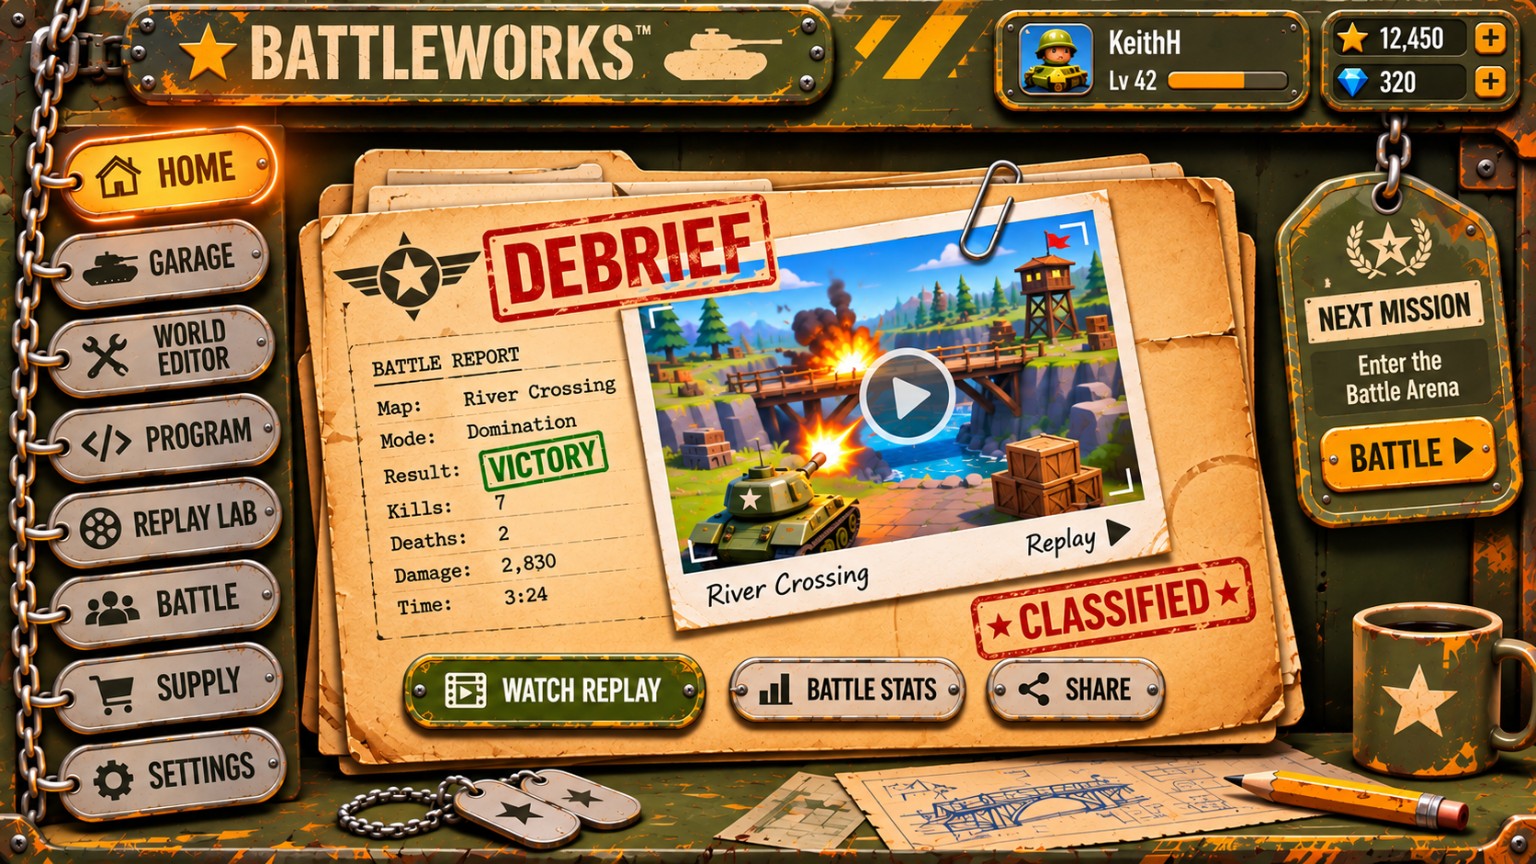 BATTLEWORKS™
KeithH
Lv 42
12,450
320
HOME
GARAGE
WORLD
EDITOR
</> PROGRAM
REPLAY LAB
BATTLE
SUPPLY
SETTINGS
DEBRIEF
BATTLE REPORT
Map: River Crossing
Mode: Domination
Result: VICTORY
Kills: 7
Deaths: 2
Damage: 2,830
Time: 3:24
River Crossing
Replay
CLASSIFIED
WATCH REPLAY
BATTLE STATS
SHARE
NEXT MISSION
Enter the
Battle Arena
BATTLE